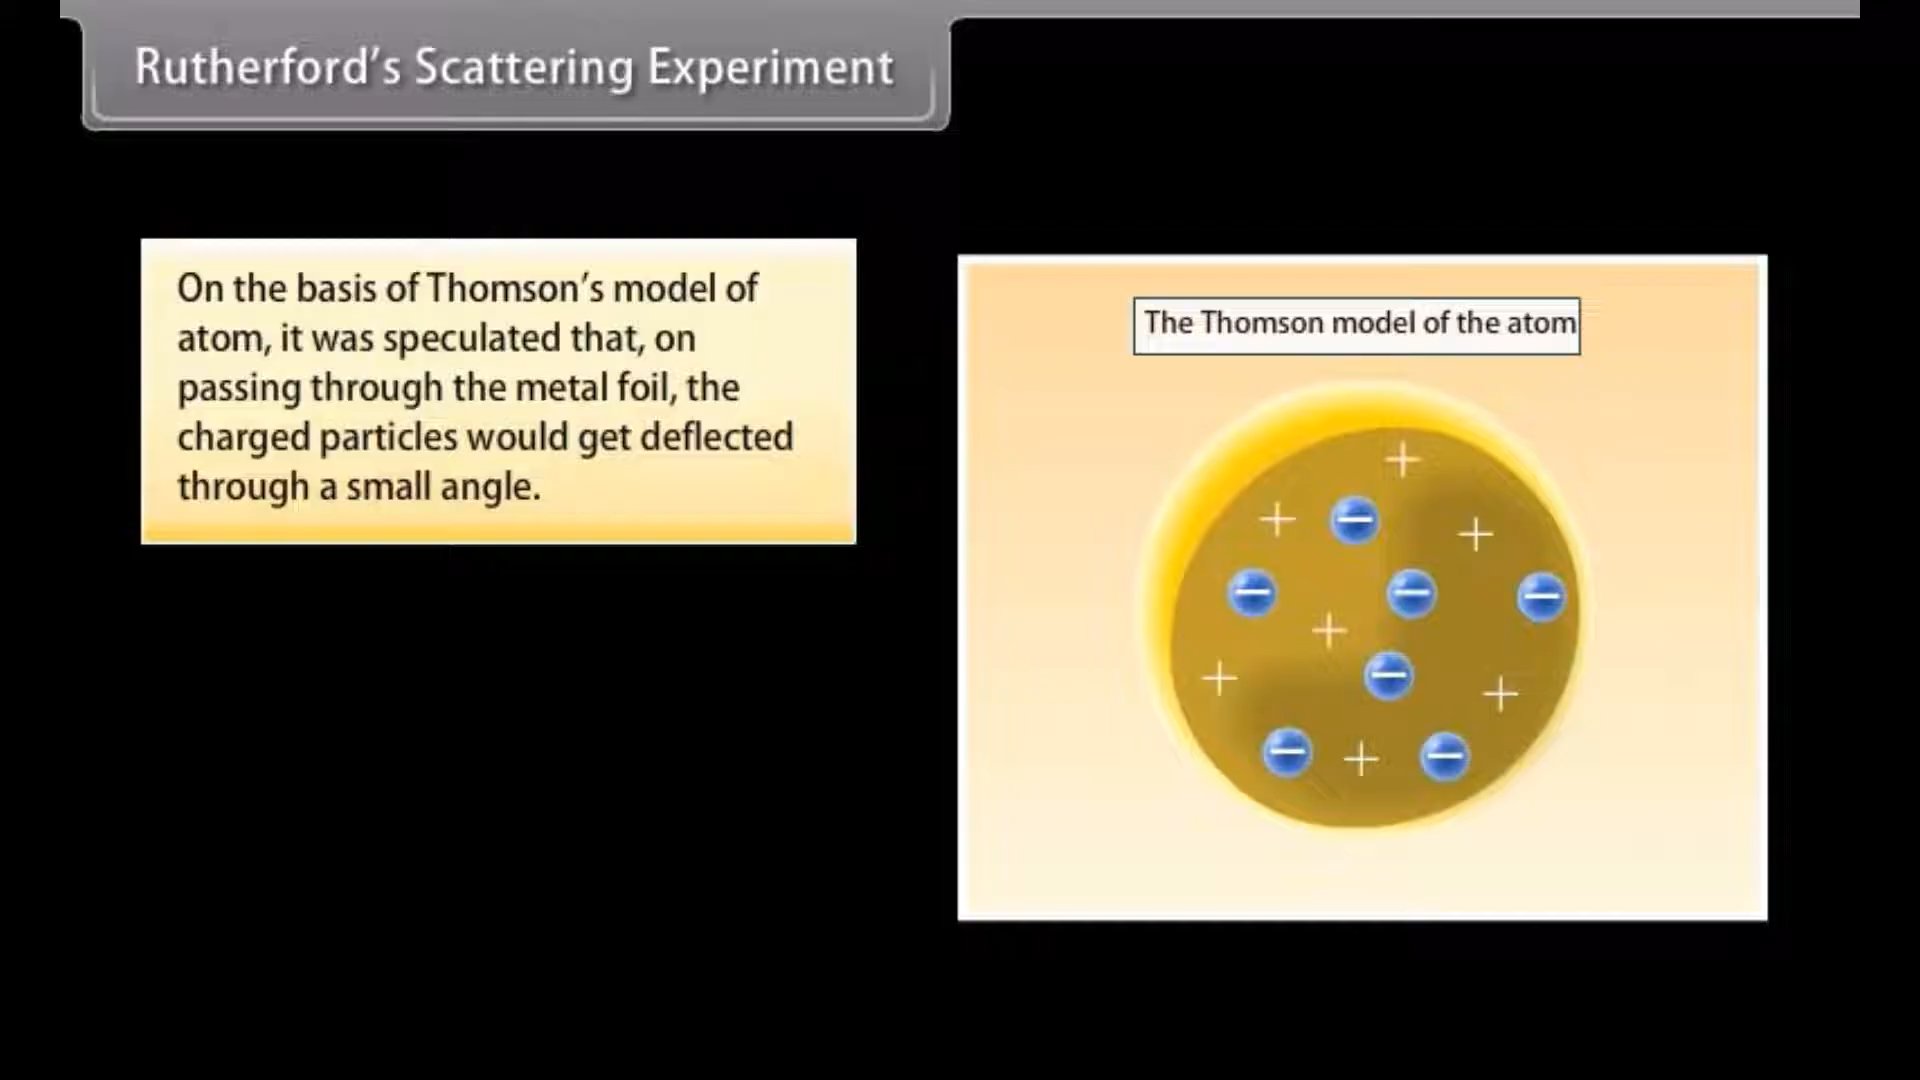 Rutherford’s Scattering Experiment
On the basis of Thomson’s model of
atom, it was speculated that, on
passing through the metal foil, the
charged particles would get deflected
through a small angle.
The Thomson model of the atom
+
+ −
+
− − −
+
−
+
+
− + −